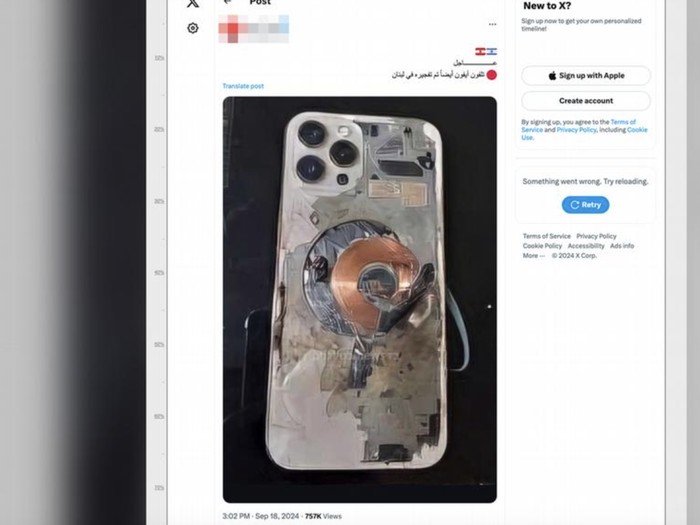 Post
New to X?
Sign up now to get your own personalized
timeline!
عـــــــاجل
تلفون آيفون أيضاً تم تفجيره في لبنان
Translate post
Sign up with Apple
Create account
By signing up, you agree to the Terms of
Service and Privacy Policy, including Cookie
Use.
Something went wrong. Try reloading.
Retry
Terms of Service Privacy Policy
Cookie Policy Accessibility Ads info
More ··· © 2024 X Corp.
3:02 PM · Sep 18, 2024 · 757K Views